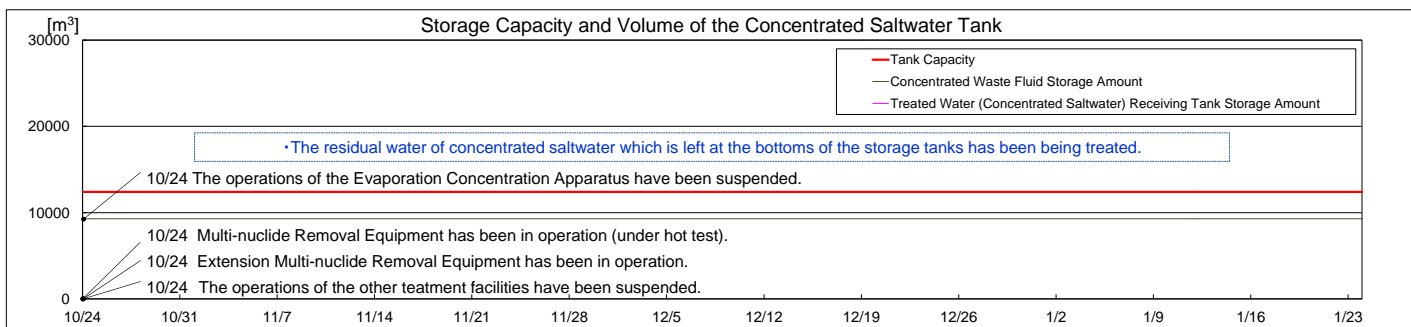 Storage Capacity and Volume of the Concentrated Saltwater Tank
[m³]
30000
Tank Capacity
Concentrated Waste Fluid Storage Amount
Treated Water (Concentrated Saltwater) Receiving Tank Storage Amount
20000
・The residual water of concentrated saltwater which is left at the bottoms of the storage tanks has been being treated.
10/24 The operations of the Evaporation Concentration Apparatus have been suspended.
10000
10/24 Multi-nuclide Removal Equipment has been in operation (under hot test).
10/24 Extension Multi-nuclide Removal Equipment has been in operation.
10/24 The operations of the other teatment facilities have been suspended.
0
10/24 10/31 11/7 11/14 11/21 11/28 12/5 12/12 12/19 12/26 1/2 1/9 1/16 1/23